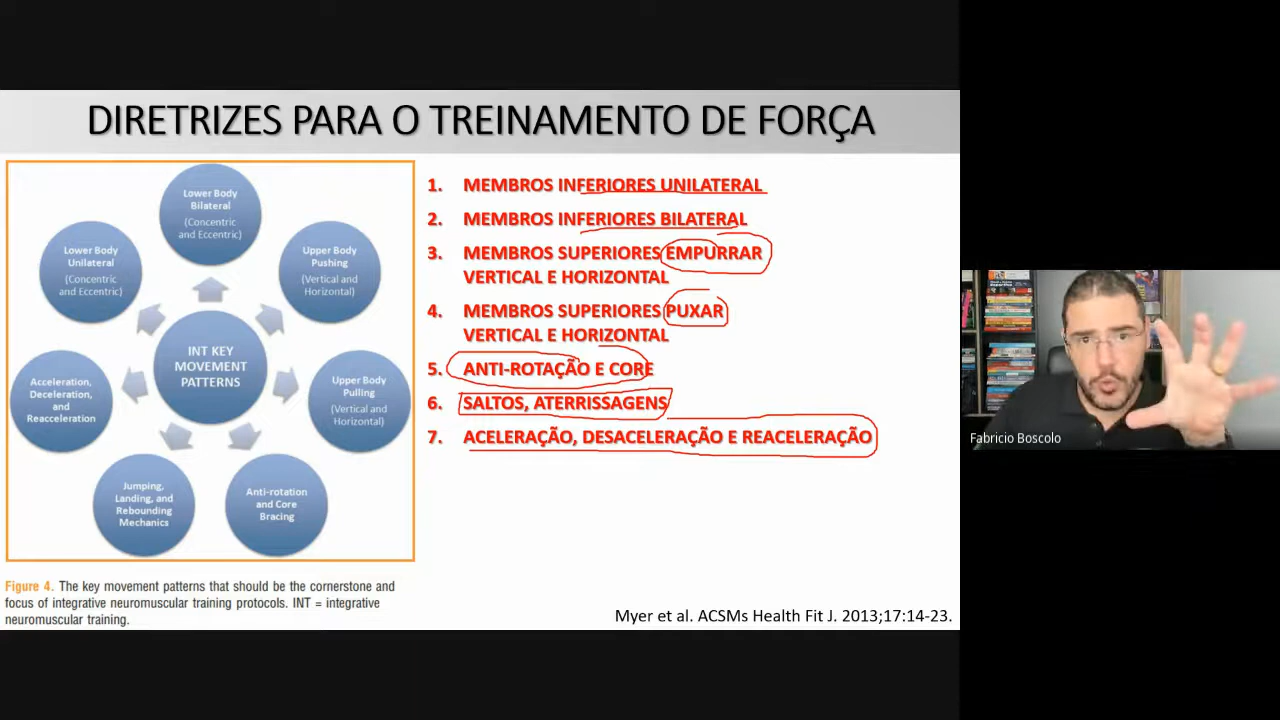 DIRETRIZES PARA O TREINAMENTO DE FORÇA
Lower Body
Bilateral
(Concentric
and Eccentric)
Upper Body
Pushing
(Vertical and
Horizontal)
Upper Body
Pulling
(Vertical and
Horizontal)
Anti-rotation
and Core
Bracing
Jumping,
Landing, and
Rebounding
Mechanics
Acceleration,
Deceleration,
and
Reacceleration
Lower Body
Unilateral
(Concentric
and Eccentric)
INT KEY
MOVEMENT
PATTERNS
Figure 4. The key movement patterns that should be the cornerstone and
focus of integrative neuromuscular training protocols. INT = integrative
neuromuscular training.
1. MEMBROS INFERIORES UNILATERAL
2. MEMBROS INFERIORES BILATERAL
3. MEMBROS SUPERIORES EMPURRAR
VERTICAL E HORIZONTAL
4. MEMBROS SUPERIORES PUXAR
VERTICAL E HORIZONTAL
5. ANTI-ROTAÇÃO E CORE
6. SALTOS, ATERRISSAGENS
7. ACELERAÇÃO, DESACELERAÇÃO E REACELERAÇÃO
Myer et al. ACSMs Health Fit J. 2013;17:14-23.
Fabricio Boscolo